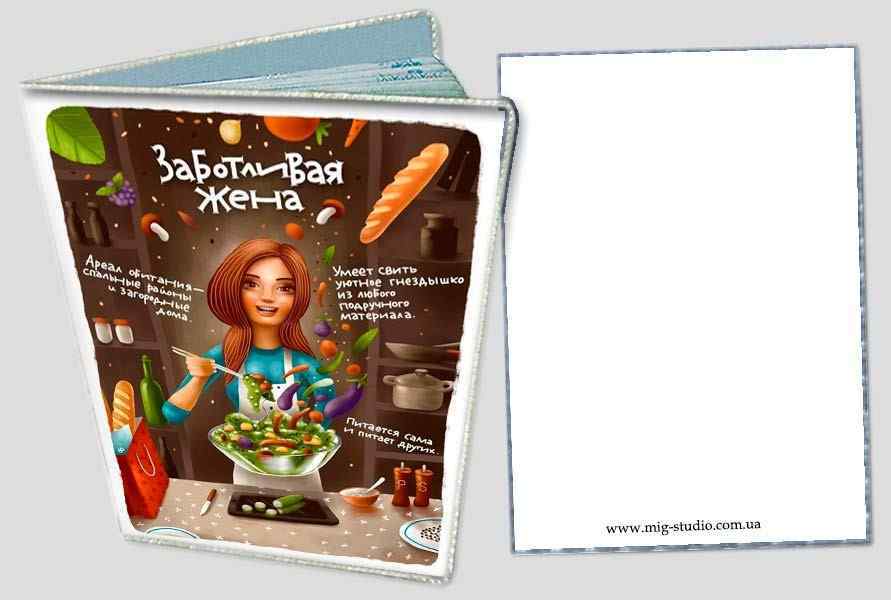 Заботливая
жена
Ареал обитания —
спальные районы
и загородные
дома.
Умеет свить
уютное гнездышко
из любого
подручного
материала.
Питается сама
и питает других.
P S
www.mig-studio.com.ua